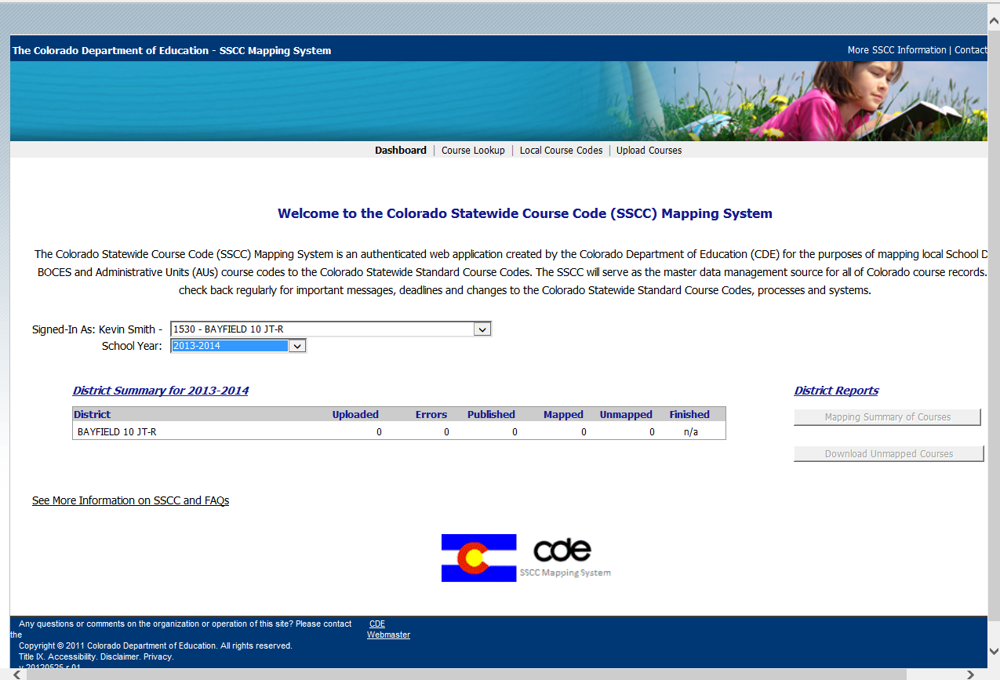 The Colorado Department of Education - SSCC Mapping System
More SSCC Information | Contact
Dashboard | Course Lookup | Local Course Codes | Upload Courses
Welcome to the Colorado Statewide Course Code (SSCC) Mapping System
The Colorado Statewide Course Code (SSCC) Mapping System is an authenticated web application created by the Colorado Department of Education (CDE) for the purposes of mapping local School D
BOCES and Administrative Units (AUs) course codes to the Colorado Statewide Standard Course Codes. The SSCC will serve as the master data management source for all of Colorado course records.
check back regularly for important messages, deadlines and changes to the Colorado Statewide Standard Course Codes, processes and systems.
Signed-In As: Kevin Smith - 1530 - BAYFIELD 10 JT-R
School Year: 2013-2014
District Summary for 2013-2014
District Uploaded Errors Published Mapped Unmapped Finished
BAYFIELD 10 JT-R 0 0 0 0 0 n/a
District Reports
Mapping Summary of Courses
Download Unmapped Courses
See More Information on SSCC and FAQs
cde
SSCC Mapping System
Any questions or comments on the organization or operation of this site? Please contact
the
CDE
Webmaster
Copyright © 2011 Colorado Department of Education. All rights reserved.
Title IX. Accessibility. Disclaimer. Privacy.
v.20120525.r.01